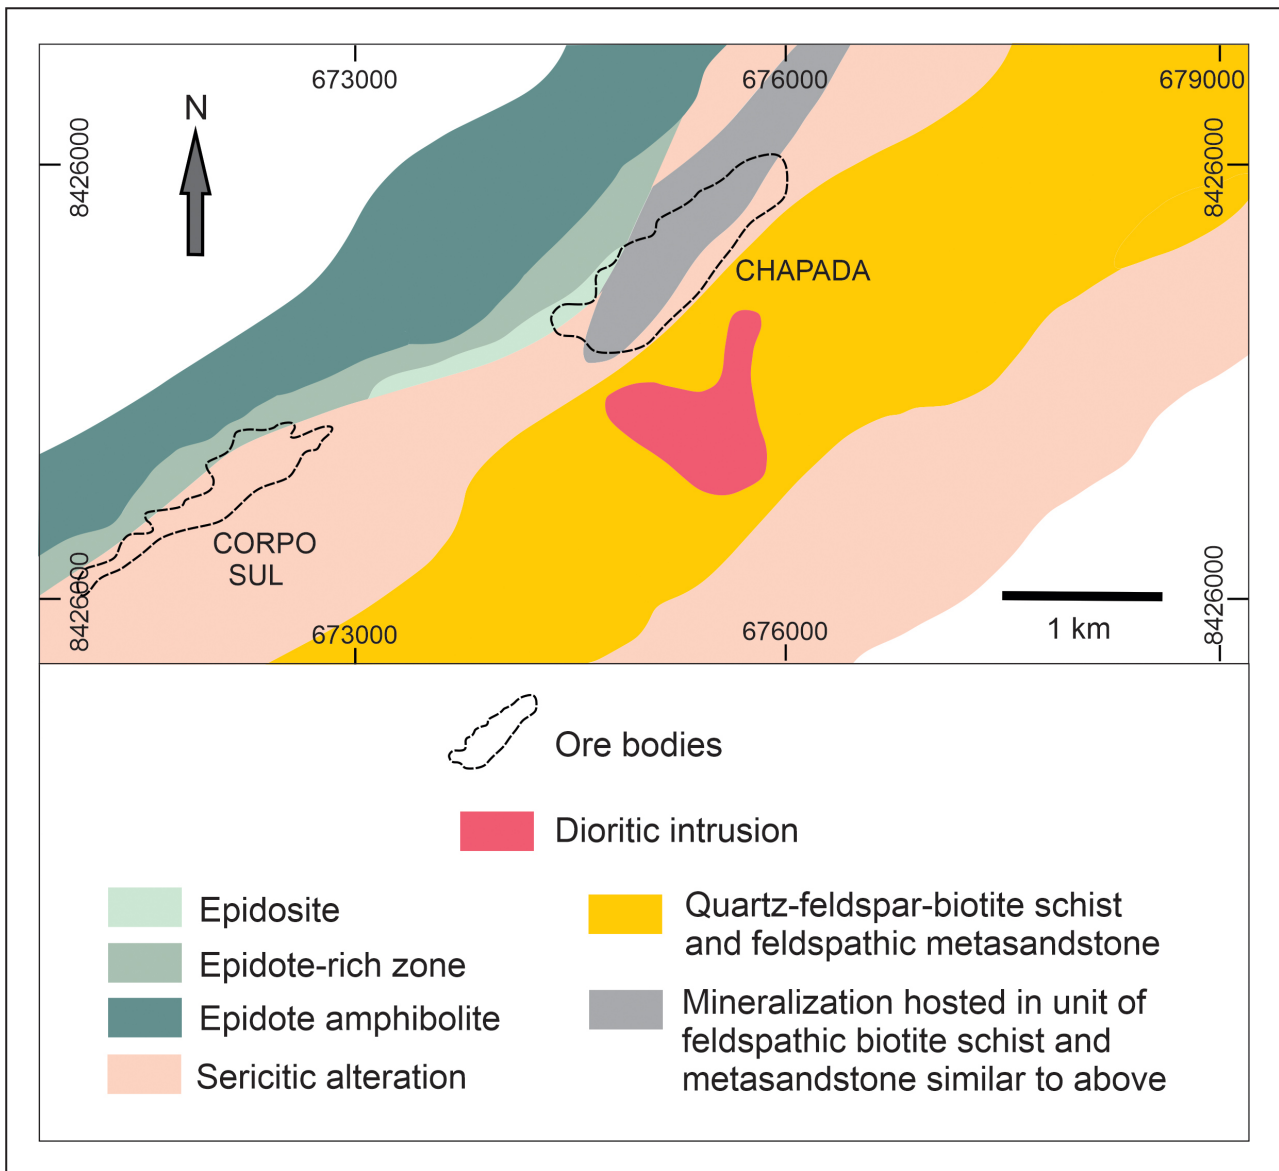 673000
676000
679000
N
8426000
8426000
CHAPADA
CORPO
SUL
8426000
8426000
673000
676000
1 km
Ore bodies
Dioritic intrusion
Epidosite
Epidote-rich zone
Epidote amphibolite
Sericitic alteration
Quartz-feldspar-biotite schist
and feldspathic metasandstone
Mineralization hosted in unit of
feldspathic biotite schist and
metasandstone similar to above